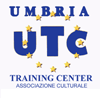 UMBRIA
UTC
TRAINING CENTER
ASSOCIAZIONE CULTURALE